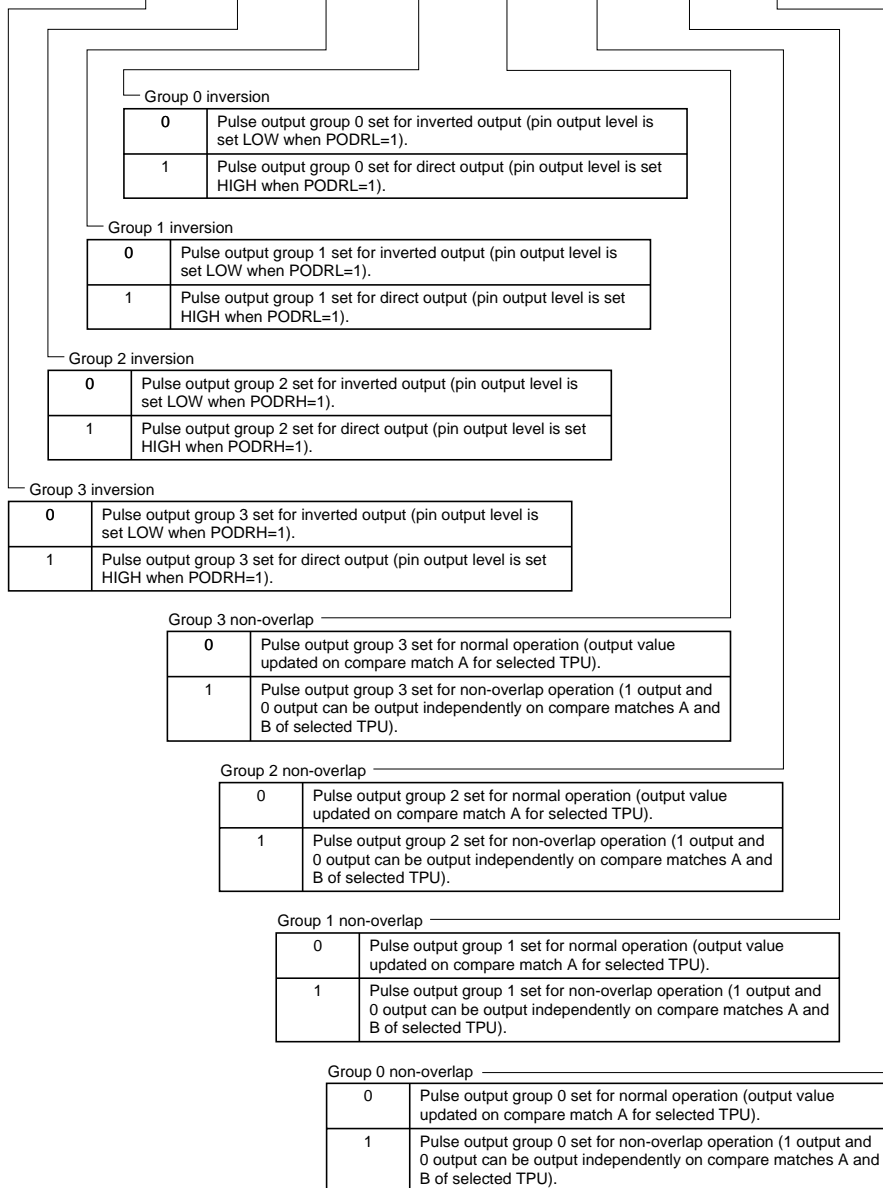 Group 0 inversion
0 Pulse output group 0 set for inverted output (pin output level is
set LOW when PODRL=1).
1 Pulse output group 0 set for direct output (pin output level is set
HIGH when PODRL=1).
Group 1 inversion
0 Pulse output group 1 set for inverted output (pin output level is
set LOW when PODRL=1).
1 Pulse output group 1 set for direct output (pin output level is set
HIGH when PODRL=1).
Group 2 inversion
0 Pulse output group 2 set for inverted output (pin output level is
set LOW when PODRH=1).
1 Pulse output group 2 set for direct output (pin output level is set
HIGH when PODRH=1).
Group 3 inversion
0 Pulse output group 3 set for inverted output (pin output level is
set LOW when PODRH=1).
1 Pulse output group 3 set for direct output (pin output level is set
HIGH when PODRH=1).
Group 3 non-overlap
0 Pulse output group 3 set for normal operation (output value
updated on compare match A for selected TPU).
1 Pulse output group 3 set for non-overlap operation (1 output and
0 output can be output independently on compare matches A and
B of selected TPU).
Group 2 non-overlap
0 Pulse output group 2 set for normal operation (output value
updated on compare match A for selected TPU).
1 Pulse output group 2 set for non-overlap operation (1 output and
0 output can be output independently on compare matches A and
B of selected TPU).
Group 1 non-overlap
0 Pulse output group 1 set for normal operation (output value
updated on compare match A for selected TPU).
1 Pulse output group 1 set for non-overlap operation (1 output and
0 output can be output independently on compare matches A and
B of selected TPU).
Group 0 non-overlap
0 Pulse output group 0 set for normal operation (output value
updated on compare match A for selected TPU).
1 Pulse output group 0 set for non-overlap operation (1 output and
0 output can be output independently on compare matches A and
B of selected TPU).